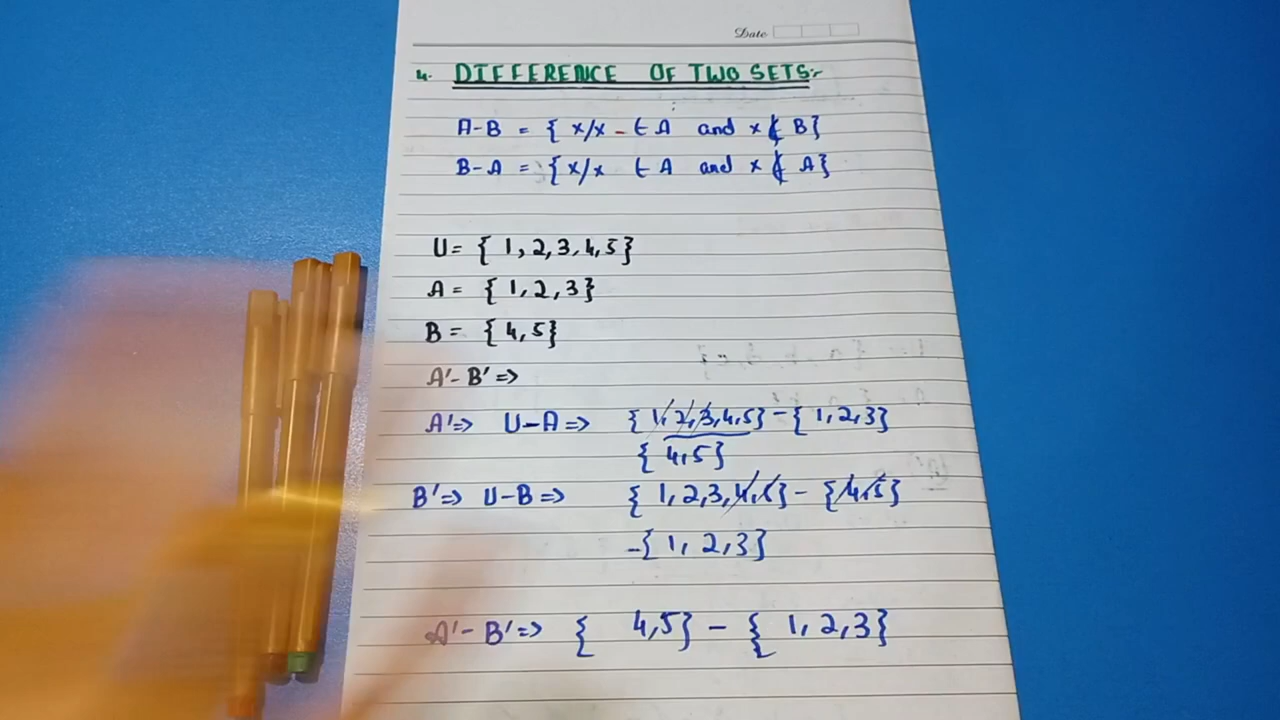 Date
4. DIFFERENCE OF TWO SETS:-
A-B = { x/x - ∈ A and x ∉ B}
B-A = {x/x ∈ A and x ∉ A}
U= { 1,2,3,4,5}
A= { 1,2,3}
B= {4,5}
A'-B' =>
A'=> U-A=> { 1,2,3,4,5} - { 1,2,3}
{ 4,5}
B'=> U-B=> { 1,2,3,4,5} - {4,5}
-{ 1, 2,3}
A'-B'=> { 4,5} - { 1,2,3}